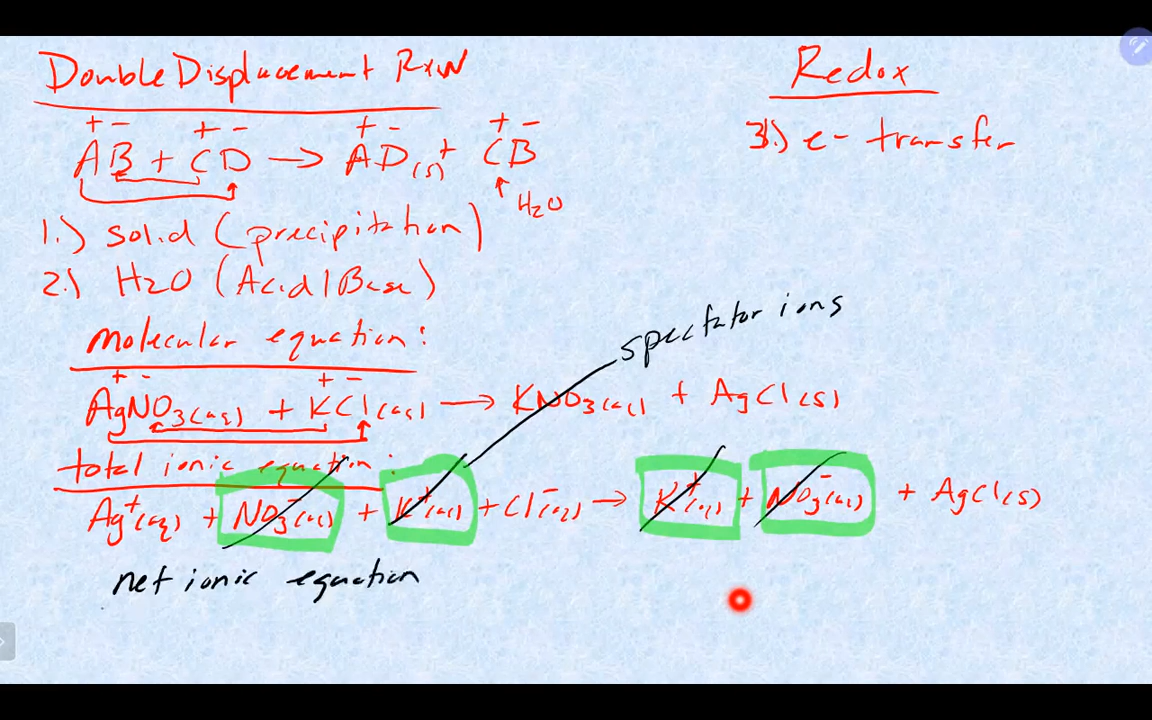 Double Displacement RxN
Redox
+ - + - + - + -
AB + CD → AD(s) + CB
3.) e- transfer
H2O
1.) solid (precipitation)
2.) H2O (Acid/Base)
spectator ions
molecular equation:
+ - + -
AgNO3(aq) + KCl(aq) → KNO3(aq) + AgCl(s)
total ionic equation:
Ag+(aq) + NO3-(aq) + K+(aq) + Cl-(aq) → K+(aq) + NO3-(aq) + AgCl(s)
net ionic equation